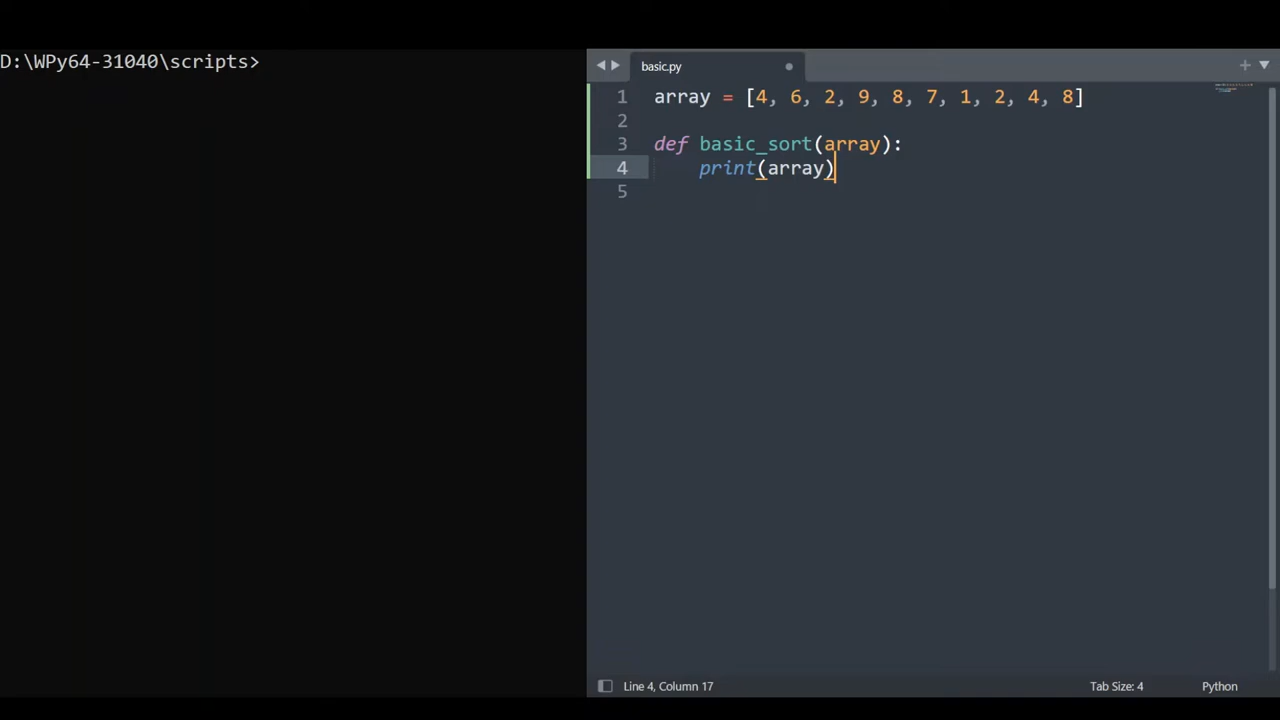 D:\WPy64-31040\scripts>
basic.py
1 array = [4, 6, 2, 9, 8, 7, 1, 2, 4, 8]
2
3 def basic_sort(array):
4     print(array)
5
Line 4, Column 17
Tab Size: 4
Python